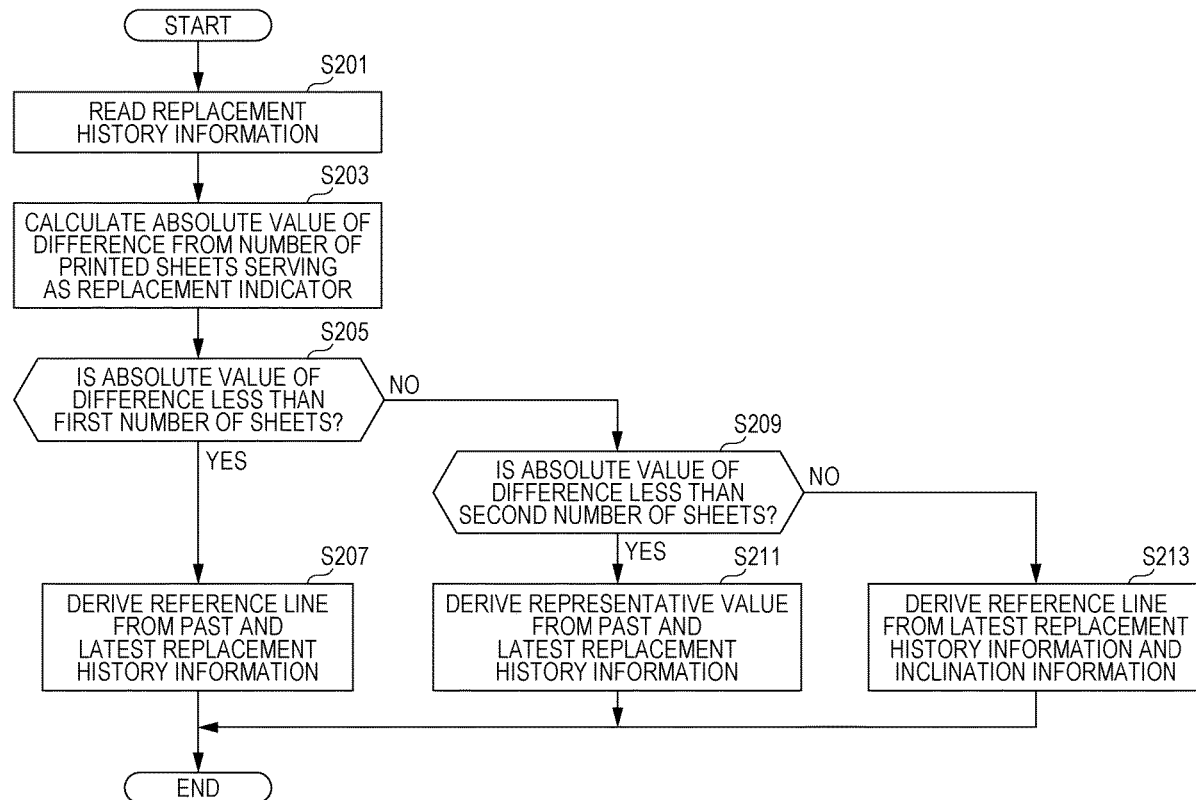 START
S201
READ REPLACEMENT
HISTORY INFORMATION
S203
CALCULATE ABSOLUTE VALUE OF
DIFFERENCE FROM NUMBER OF
PRINTED SHEETS SERVING
AS REPLACEMENT INDICATOR
S205
IS ABSOLUTE VALUE OF
DIFFERENCE LESS THAN
FIRST NUMBER OF SHEETS?
NO
YES
S209
IS ABSOLUTE VALUE OF
DIFFERENCE LESS THAN
SECOND NUMBER OF SHEETS?
NO
YES
S207
DERIVE REFERENCE LINE
FROM PAST AND
LATEST REPLACEMENT
HISTORY INFORMATION
S211
DERIVE REPRESENTATIVE VALUE
FROM PAST AND
LATEST REPLACEMENT
HISTORY INFORMATION
S213
DERIVE REFERENCE LINE
FROM LATEST REPLACEMENT
HISTORY INFORMATION AND
INCLINATION INFORMATION
END